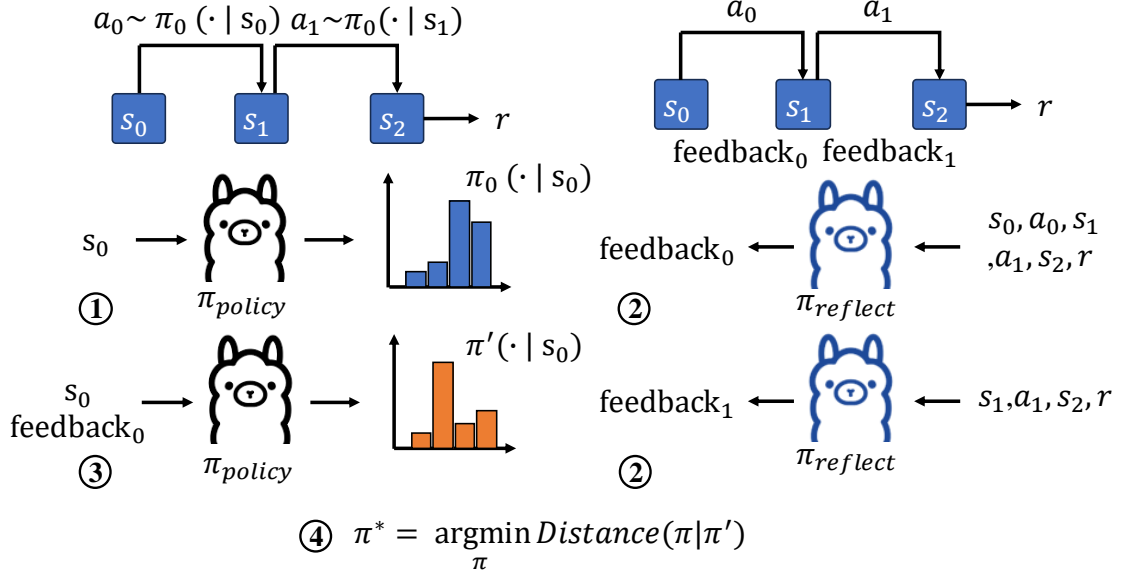 a₀ ~ π₀ (· | s₀) a₁~π₀(· | s₁)
s₀ s₁ s₂ r
π₀ (· | s₀)
s₀
π_policy
①
π′(· | s₀)
s₀
feedback₀
π_policy
③
a₀ a₁
s₀ s₁ s₂ r
feedback₀ feedback₁
feedback₀
s₀, a₀, s₁
,a₁, s₂, r
π_reflect
②
feedback₁
s₁,a₁, s₂, r
π_reflect
②
④ π* = argmin Distance(π|π′)
π